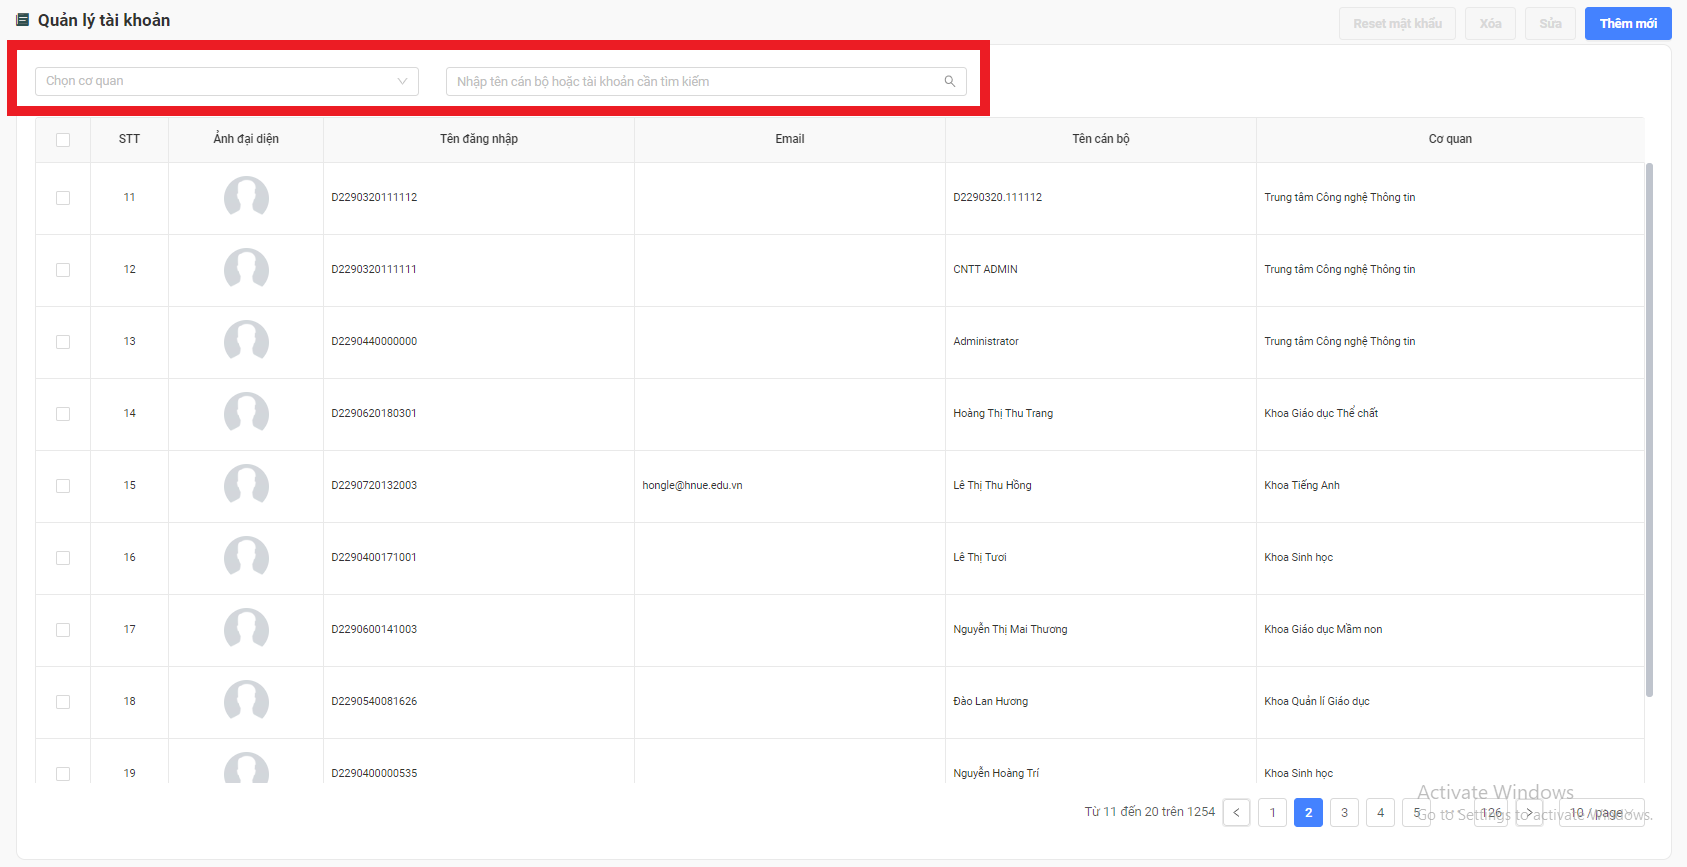 Quản lý tài khoản
Reset mật khẩu Xóa Sửa Thêm mới
Chọn cơ quan Nhập tên cán bộ hoặc tài khoản cần tìm kiếm
STT Ảnh đại diện Tên đăng nhập Email Tên cán bộ Cơ quan
11 D2290320111112 D2290320.111112 Trung tâm Công nghệ Thông tin
12 D2290320111111 CNTT ADMIN Trung tâm Công nghệ Thông tin
13 D2290440000000 Administrator Trung tâm Công nghệ Thông tin
14 D2290620180301 Hoàng Thị Thu Trang Khoa Giáo dục Thể chất
15 D2290720132003 hongle@hnue.edu.vn Lê Thị Thu Hồng Khoa Tiếng Anh
16 D2290400171001 Lê Thị Tươi Khoa Sinh học
17 D2290600141003 Nguyễn Thị Mai Thương Khoa Giáo dục Mầm non
18 D2290540081626 Đào Lan Hương Khoa Quản lí Giáo dục
19 D2290400000535 Nguyễn Hoàng Trí Khoa Sinh học
Từ 11 đến 20 trên 1254 < 1 2 3 4 5 126 > 10 / page
Activate Windows
Go to Settings to activate Windows.